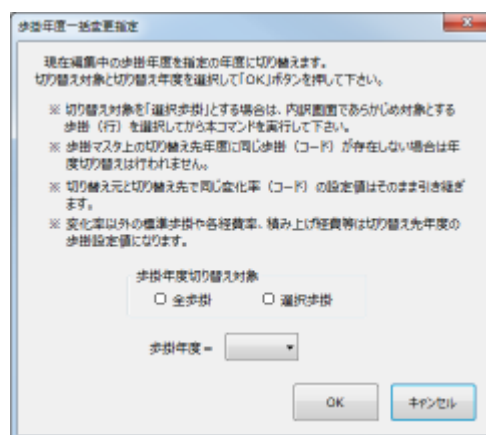 歩掛年度一括変更指定
現在編集中の歩掛年度を指定の年度に切り替えます。
切り替え対象と切り替え年度を選択して「OK」ボタンを押して下さい。
※ 切り替え対象を「選択歩掛」とする場合は、内訳画面であらかじめ対象とする
歩掛（行）を選択してから本コマンドを実行して下さい。
※ 歩掛マスタ上の切り替え先年度に同じ歩掛（コード）が存在しない場合は年
度切り替えは行われません。
※ 切り替え元と切り替え先で同じ変化率（コード）の設定値はそのまま引き継ぎ
ます。
※ 変化率以外の標準歩掛や各経費率、積み上げ経費等は切り替え先年度の
歩掛設定値になります。
歩掛年度切り替え対象
全歩掛 選択歩掛
歩掛年度＝
OK キャンセル